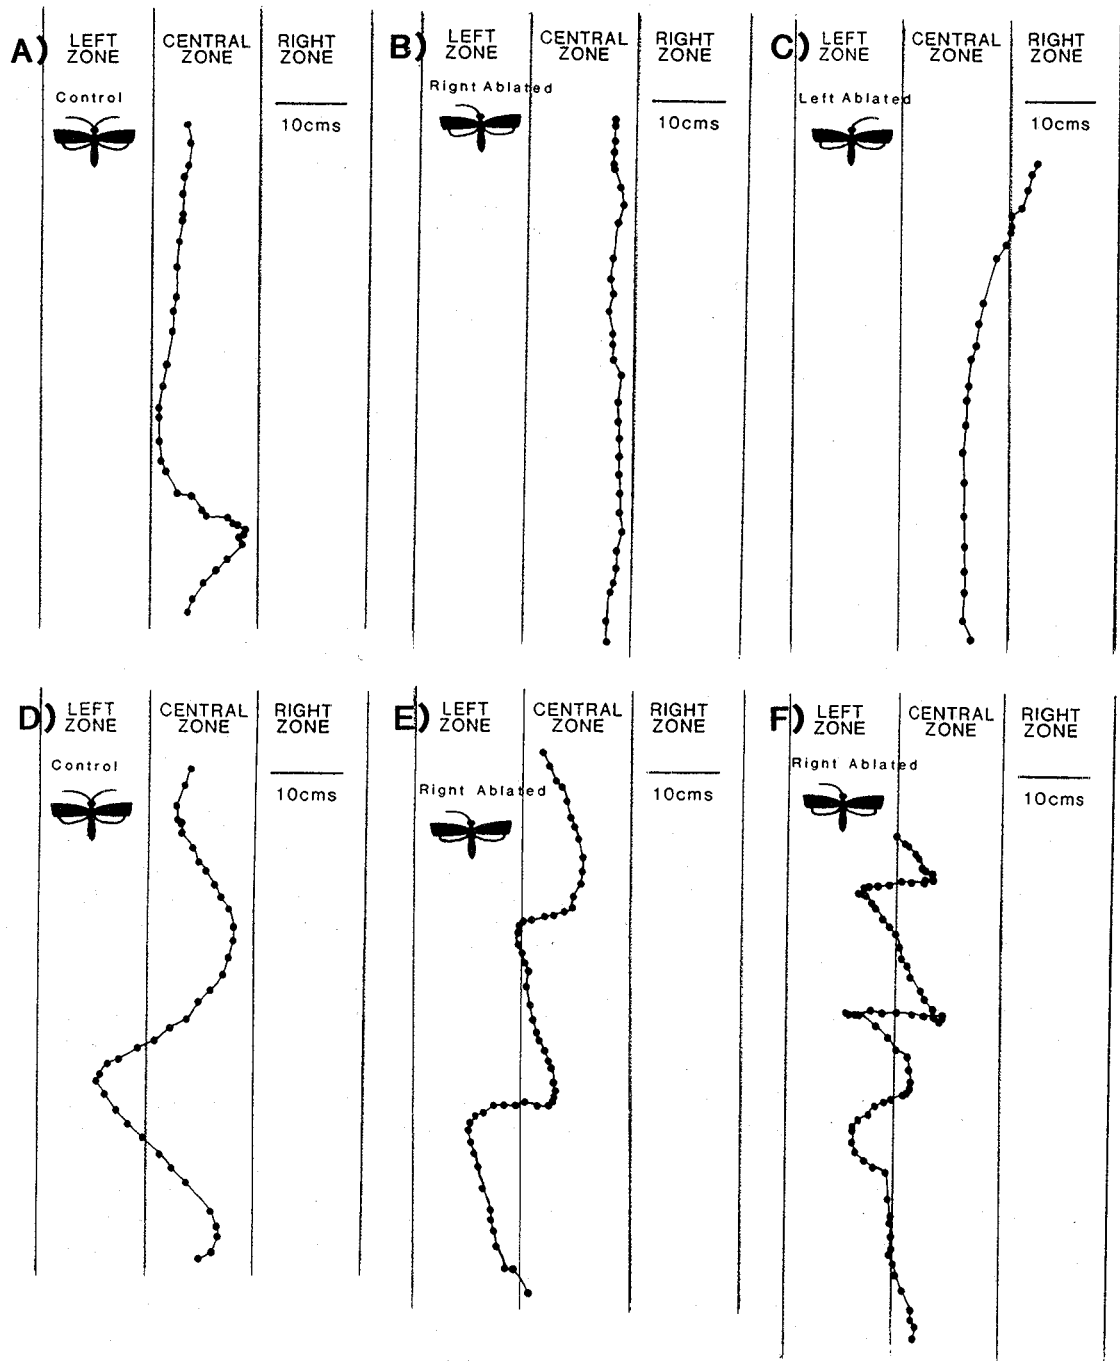 A)
LEFT
ZONE
CENTRAL
ZONE
RIGHT
ZONE
Control
10cms
B)
LEFT
ZONE
CENTRAL
ZONE
RIGHT
ZONE
Right Ablated
10cms
C)
LEFT
ZONE
CENTRAL
ZONE
RIGHT
ZONE
Left Ablated
10cms
D)
LEFT
ZONE
CENTRAL
ZONE
RIGHT
ZONE
Control
10cms
E)
LEFT
ZONE
CENTRAL
ZONE
RIGHT
ZONE
Right Ablated
10cms
F)
LEFT
ZONE
CENTRAL
ZONE
RIGHT
ZONE
Right Ablated
10cms